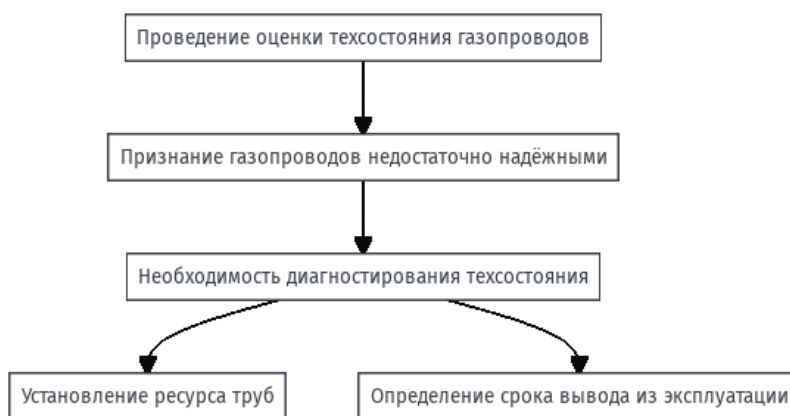 Проведение оценки техсостояния газопроводов
Признание газопроводов недостаточно надёжными
Необходимость диагностирования техсостояния
Установление ресурса труб
Определение срока вывода из эксплуатации